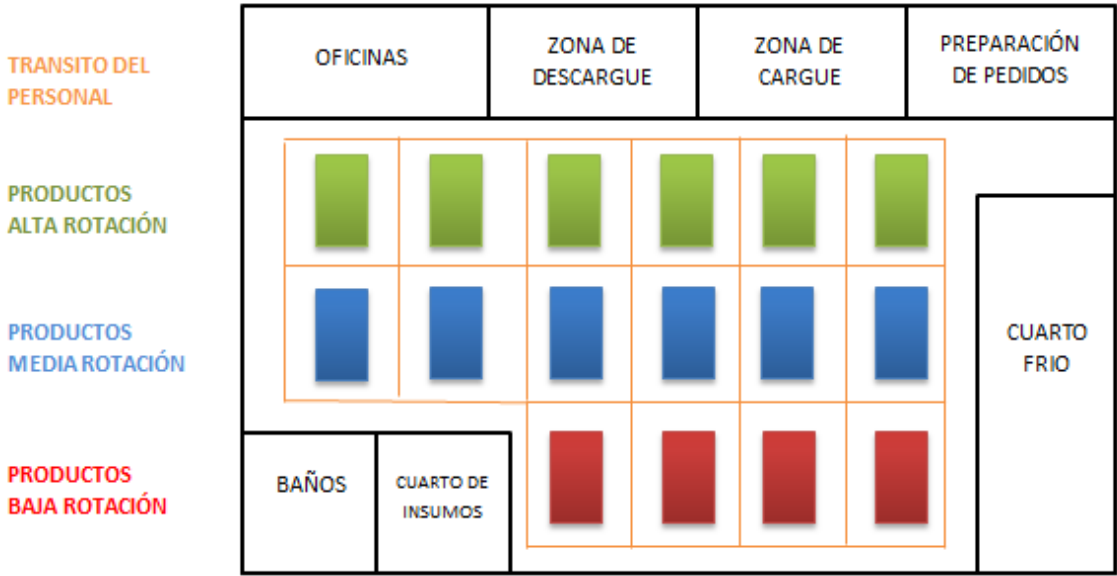 TRANSITO DEL
PERSONAL
OFICINAS
ZONA DE
DESCARGUE
ZONA DE
CARGUE
PREPARACIÓN
DE PEDIDOS
PRODUCTOS
ALTA ROTACIÓN
PRODUCTOS
MEDIA ROTACIÓN
CUARTO
FRIO
PRODUCTOS
BAJA ROTACIÓN
BAÑOS
CUARTO DE
INSUMOS